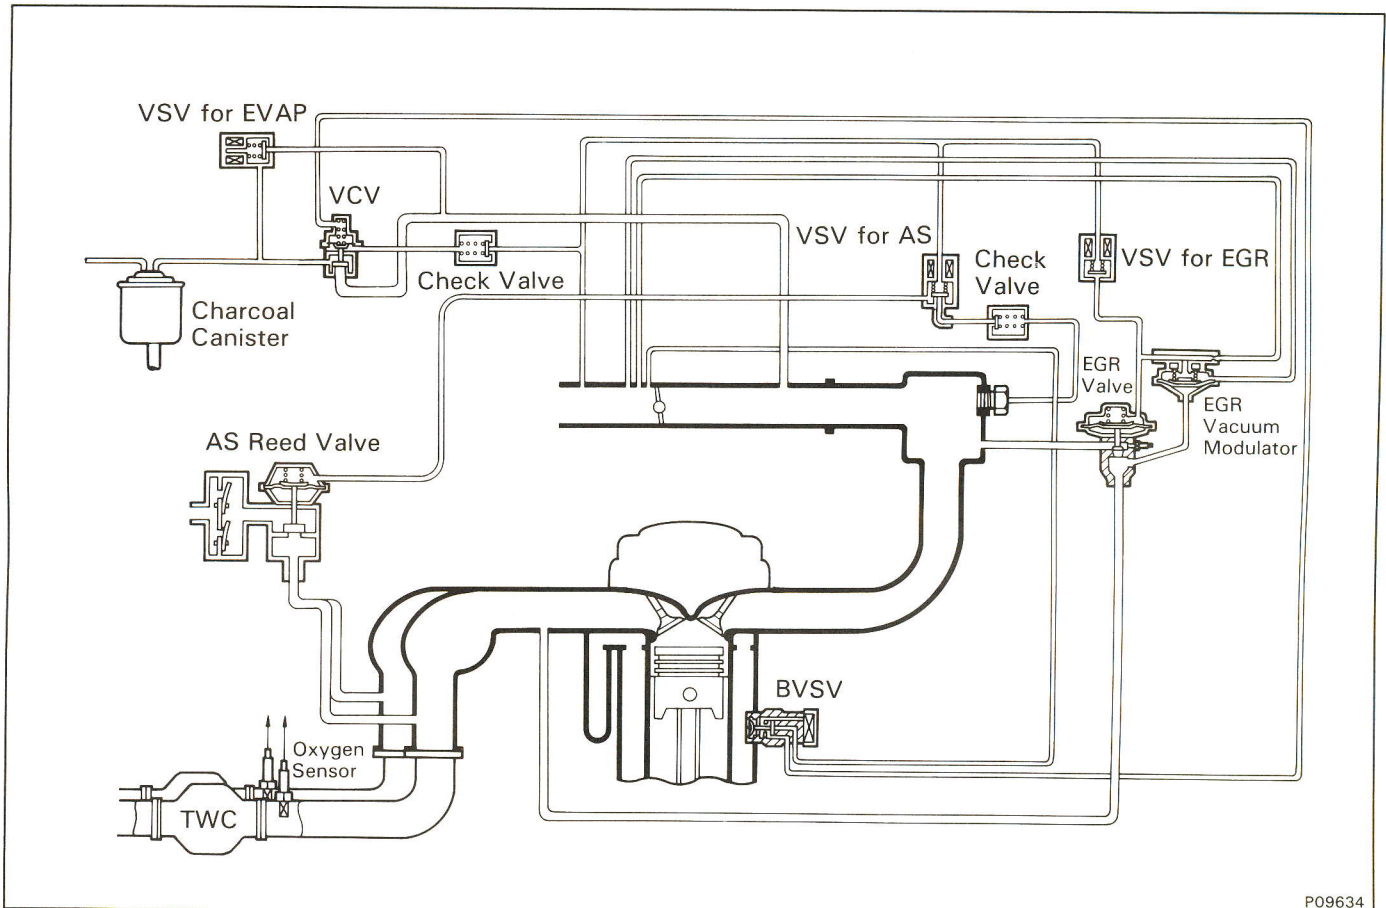 VSV for EVAP
VCV
VSV for AS
Check
Valve
VSV for EGR
Check Valve
Charcoal
Canister
EGR
Valve
EGR
Vacuum
Modulator
AS Reed Valve
BVSV
Oxygen
Sensor
TWC
P09634